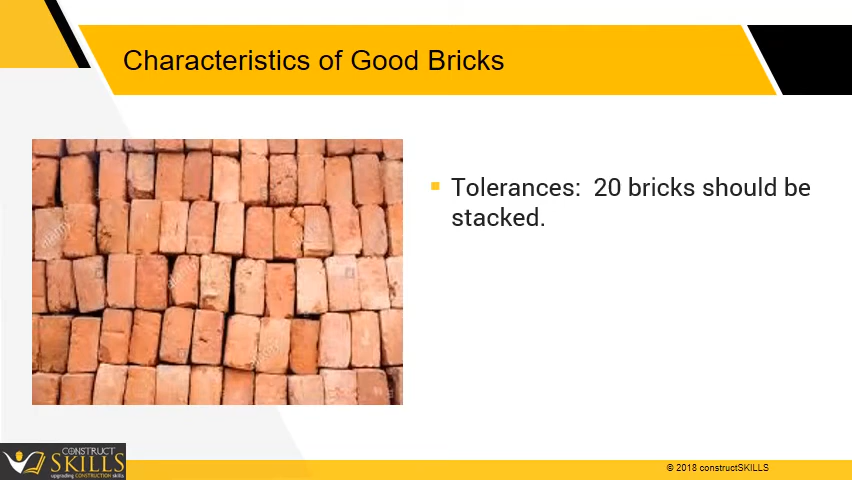 Characteristics of Good Bricks
Tolerances: 20 bricks should be
stacked.
CONSTRUCT
SKILLS
upgrading CONSTRUCTION skills
© 2018 constructSKILLS